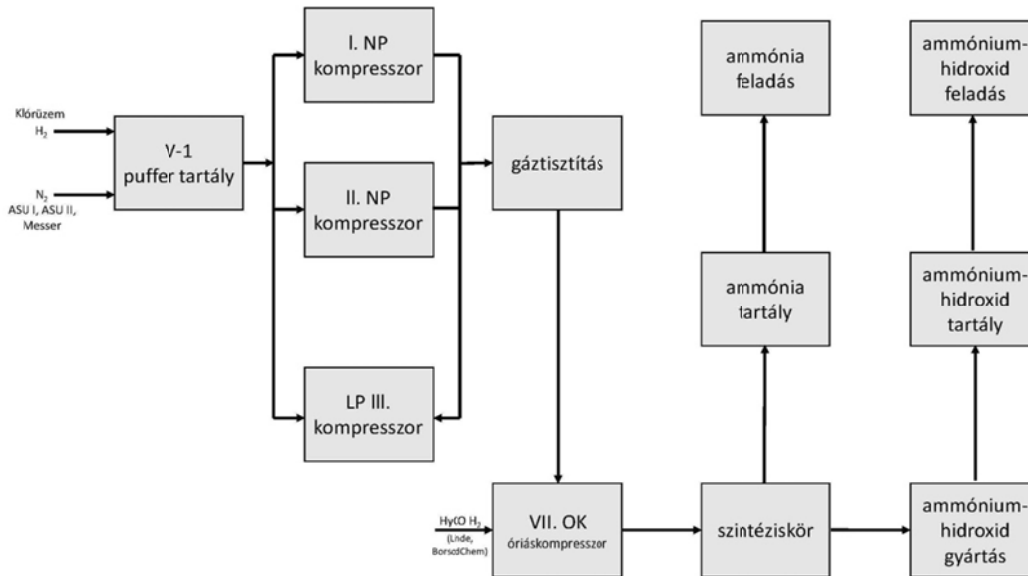 I. NP
kompresszor
Klórüzem
H₂
V-1
puffer tartály
N₂
ASU I, ASU II,
Messer
II. NP
kompresszor
gáztisztítás
LP III.
kompresszor
HyCO H₂
(Linde,
BorsodChem)
VII. OK
óriáskompresszor
szintéziskör
ammónia
tartály
ammónia
feladás
ammónium-
hidroxid
gyártás
ammónium-
hidroxid
tartály
ammónium-
hidroxid
feladás